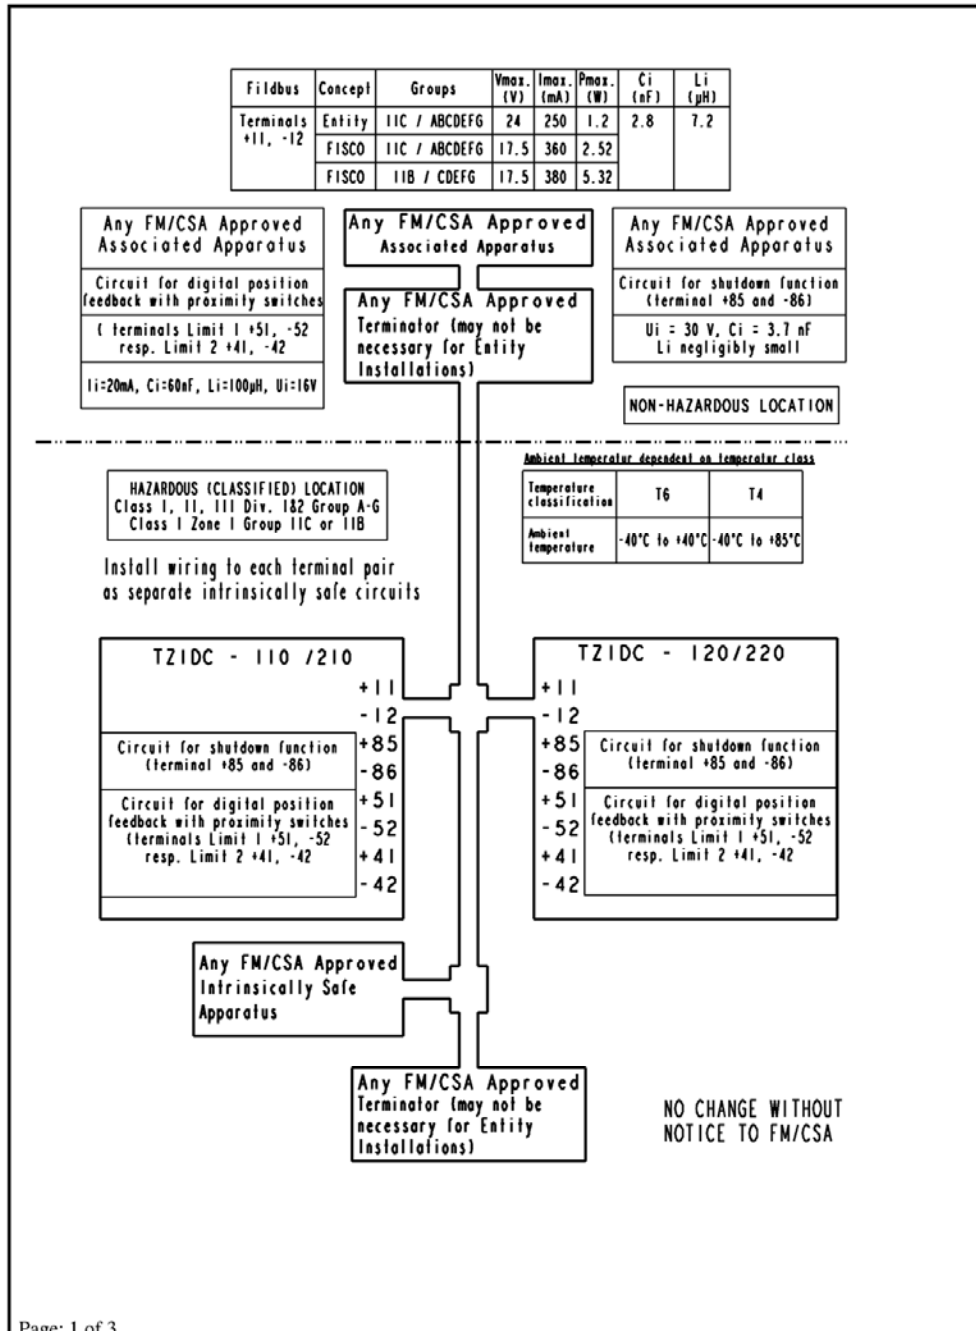 Fildbus Concept Groups Vmax. (V) Imax. (mA) Pmax. (W) Ci (nF) Li (µH)
Terminals +11, -12 Entity IIC / ABCDEFG 24 250 1.2 2.8 7.2
FISCO IIC / ABCDEFG 17.5 360 2.52
FISCO IIB / CDEFG 17.5 380 5.32
Any FM/CSA Approved
Associated Apparatus
Circuit for digital position
feedback with proximity switches
( terminals Limit 1 +51, -52
resp. Limit 2 +41, -42
Ii=20mA, Ci=60nF, Li=100µH, Ui=16V
Any FM/CSA Approved
Associated Apparatus
Any FM/CSA Approved
Terminator (may not be
necessary for Entity
Installations)
Any FM/CSA Approved
Associated Apparatus
Circuit for shutdown function
(terminal +85 and -86)
Ui = 30 V, Ci = 3.7 nF
Li negligibly small
NON-HAZARDOUS LOCATION
HAZARDOUS (CLASSIFIED) LOCATION
Class I, II, III Div. 1&2 Group A-G
Class I Zone 1 Group IIC or IIB
Install wiring to each terminal pair
as separate intrinsically safe circuits
Ambient temperatur dependent on temperatur class
Temperature classification T6 T4
Ambient temperature -40°C to +40°C -40°C to +85°C
TZIDC - 110 /210
+11
-12
+85
-86
+51
-52
+41
-42
Circuit for shutdown function
(terminal +85 and -86)
Circuit for digital position
feedback with proximity switches
(terminals Limit 1 +51, -52
resp. Limit 2 +41, -42
TZIDC - 120/220
+11
-12
+85
-86
+51
-52
+41
-42
Circuit for shutdown function
(terminal +85 and -86)
Circuit for digital position
feedback with proximity switches
(terminals Limit 1 +51, -52
resp. Limit 2 +41, -42
Any FM/CSA Approved
Intrinsically Safe
Apparatus
Any FM/CSA Approved
Terminator (may not be
necessary for Entity
Installations)
NO CHANGE WITHOUT
NOTICE TO FM/CSA
Page: 1 of 3